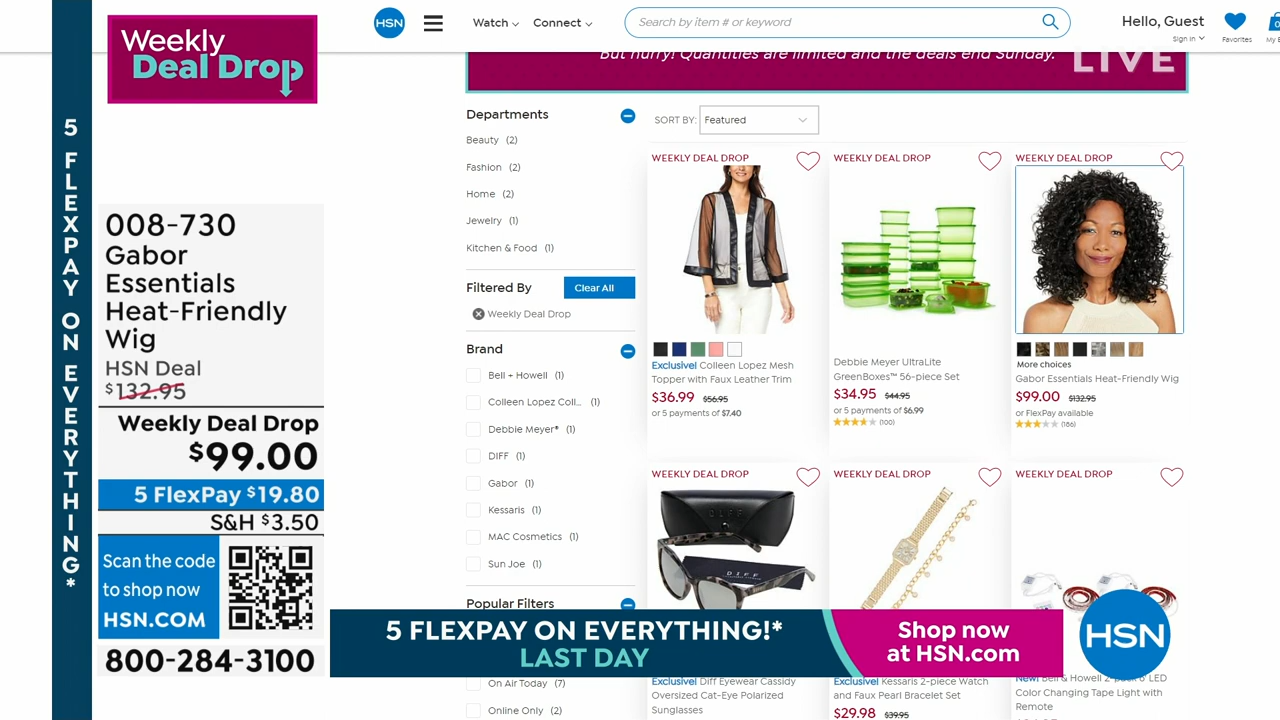 Weekly
Deal Drop
5 FLEXPAY ON EVERYTHING*
008-730
Gabor
Essentials
Heat-Friendly
Wig
HSN Deal
$132.95
Weekly Deal Drop
$99.00
5 FlexPay $19.80
S&H $3.50
Scan the code
to shop now
HSN.COM
800-284-3100
HSN
Watch
Connect
Search by item # or keyword
Hello, Guest
Sign In
Favorites
0
But hurry! Quantities are limited and the deals end Sunday.
LIVE
Departments
Beauty (2)
Fashion (2)
Home (2)
Jewelry (1)
Kitchen & Food (1)
Filtered By
Clear All
Weekly Deal Drop
Brand
Bell + Howell (1)
Colleen Lopez Coll... (1)
Debbie Meyer® (1)
DIFF (1)
Gabor (1)
Kessaris (1)
MAC Cosmetics (1)
Sun Joe (1)
Popular Filters
On Air Today (7)
Online Only (2)
SORT BY: Featured
WEEKLY DEAL DROP
Exclusive! Colleen Lopez Mesh
Topper with Faux Leather Trim
$36.99 $56.95
or 5 payments of $7.40
WEEKLY DEAL DROP
Debbie Meyer UltraLite
GreenBoxes™ 56-piece Set
$34.95 $44.95
or 5 payments of $6.99
(100)
WEEKLY DEAL DROP
More choices
Gabor Essentials Heat-Friendly Wig
$99.00 $132.95
or FlexPay available
(186)
WEEKLY DEAL DROP
DIFF
Exclusive! Diff Eyewear Cassidy
Oversized Cat-Eye Polarized
Sunglasses
WEEKLY DEAL DROP
Exclusive! Kessaris 2-piece Watch
and Faux Pearl Bracelet Set
$29.98 $39.95
WEEKLY DEAL DROP
New! Bell & Howell 2-pack 6' LED
Color Changing Tape Light with
Remote
5 FLEXPAY ON EVERYTHING!*
LAST DAY
Shop now
at HSN.com
HSN